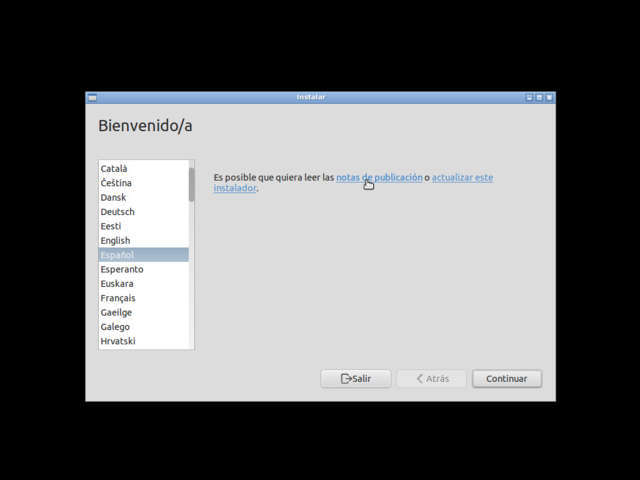 Instalar
Bienvenido/a
Català
Čeština
Dansk
Deutsch
Eesti
English
Español
Esperanto
Euskara
Français
Gaeilge
Galego
Hrvatski
Es posible que quiera leer las notas de publicación o actualizar este
instalador.
Salir
Atrás
Continuar